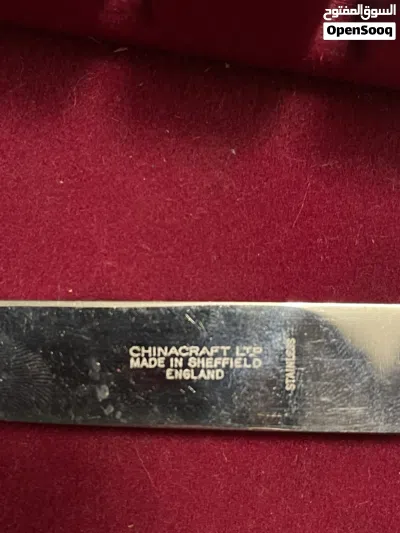 السوق المفتوح
OpenSooq
CHINACRAFT LTD
MADE IN SHEFFIELD
ENGLAND
STAINLESS